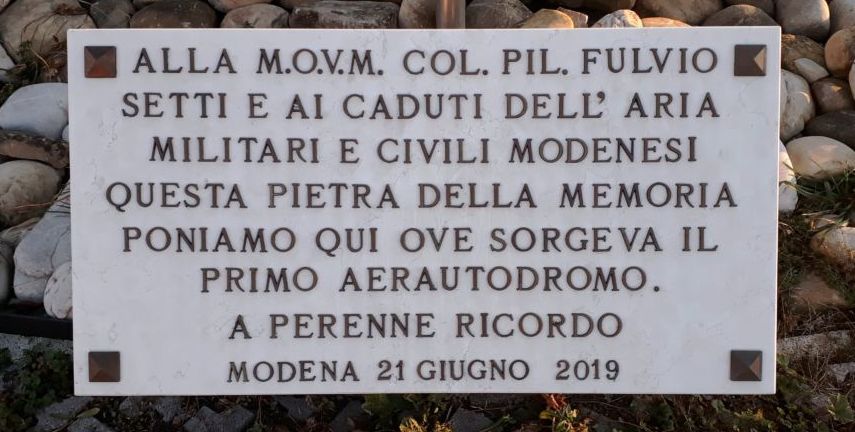 ALLA M.O.V.M. COL. PIL. FULVIO
SETTI E AI CADUTI DELL' ARIA
MILITARI E CIVILI MODENESI
QUESTA PIETRA DELLA MEMORIA
PONIAMO QUI OVE SORGEVA IL
PRIMO AERAUTODROMO.
A PERENNE RICORDO
MODENA 21 GIUGNO 2019